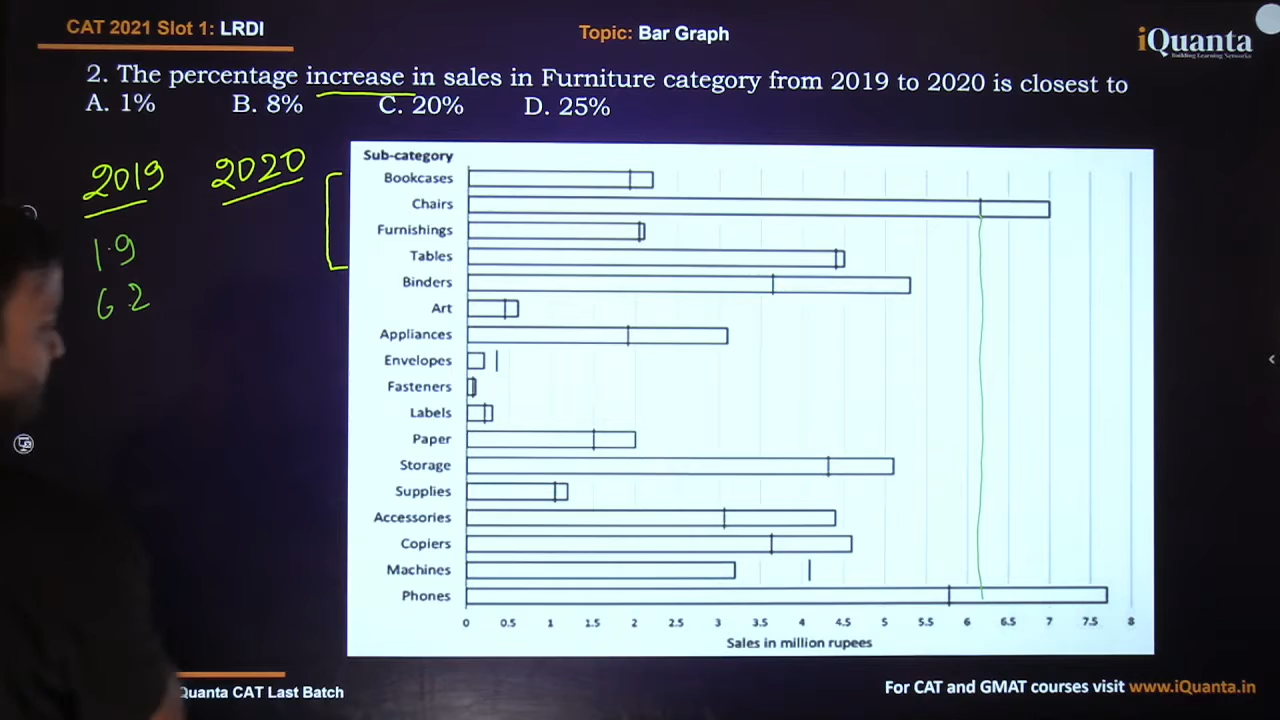 CAT 2021 Slot 1: LRDI
Topic: Bar Graph
iQuanta
2. The percentage increase in sales in Furniture category from 2019 to 2020 is closest to
A. 1% B. 8% C. 20% D. 25%
2019 2020
1.9
6.2
Sub-category
Bookcases
Chairs
Furnishings
Tables
Binders
Art
Appliances
Envelopes
Fasteners
Labels
Paper
Storage
Supplies
Accessories
Copiers
Machines
Phones
0 0.5 1 1.5 2 2.5 3 3.5 4 4.5 5 5.5 6 6.5 7 7.5 8
Sales in million rupees
Quanta CAT Last Batch
For CAT and GMAT courses visit www.iQuanta.in